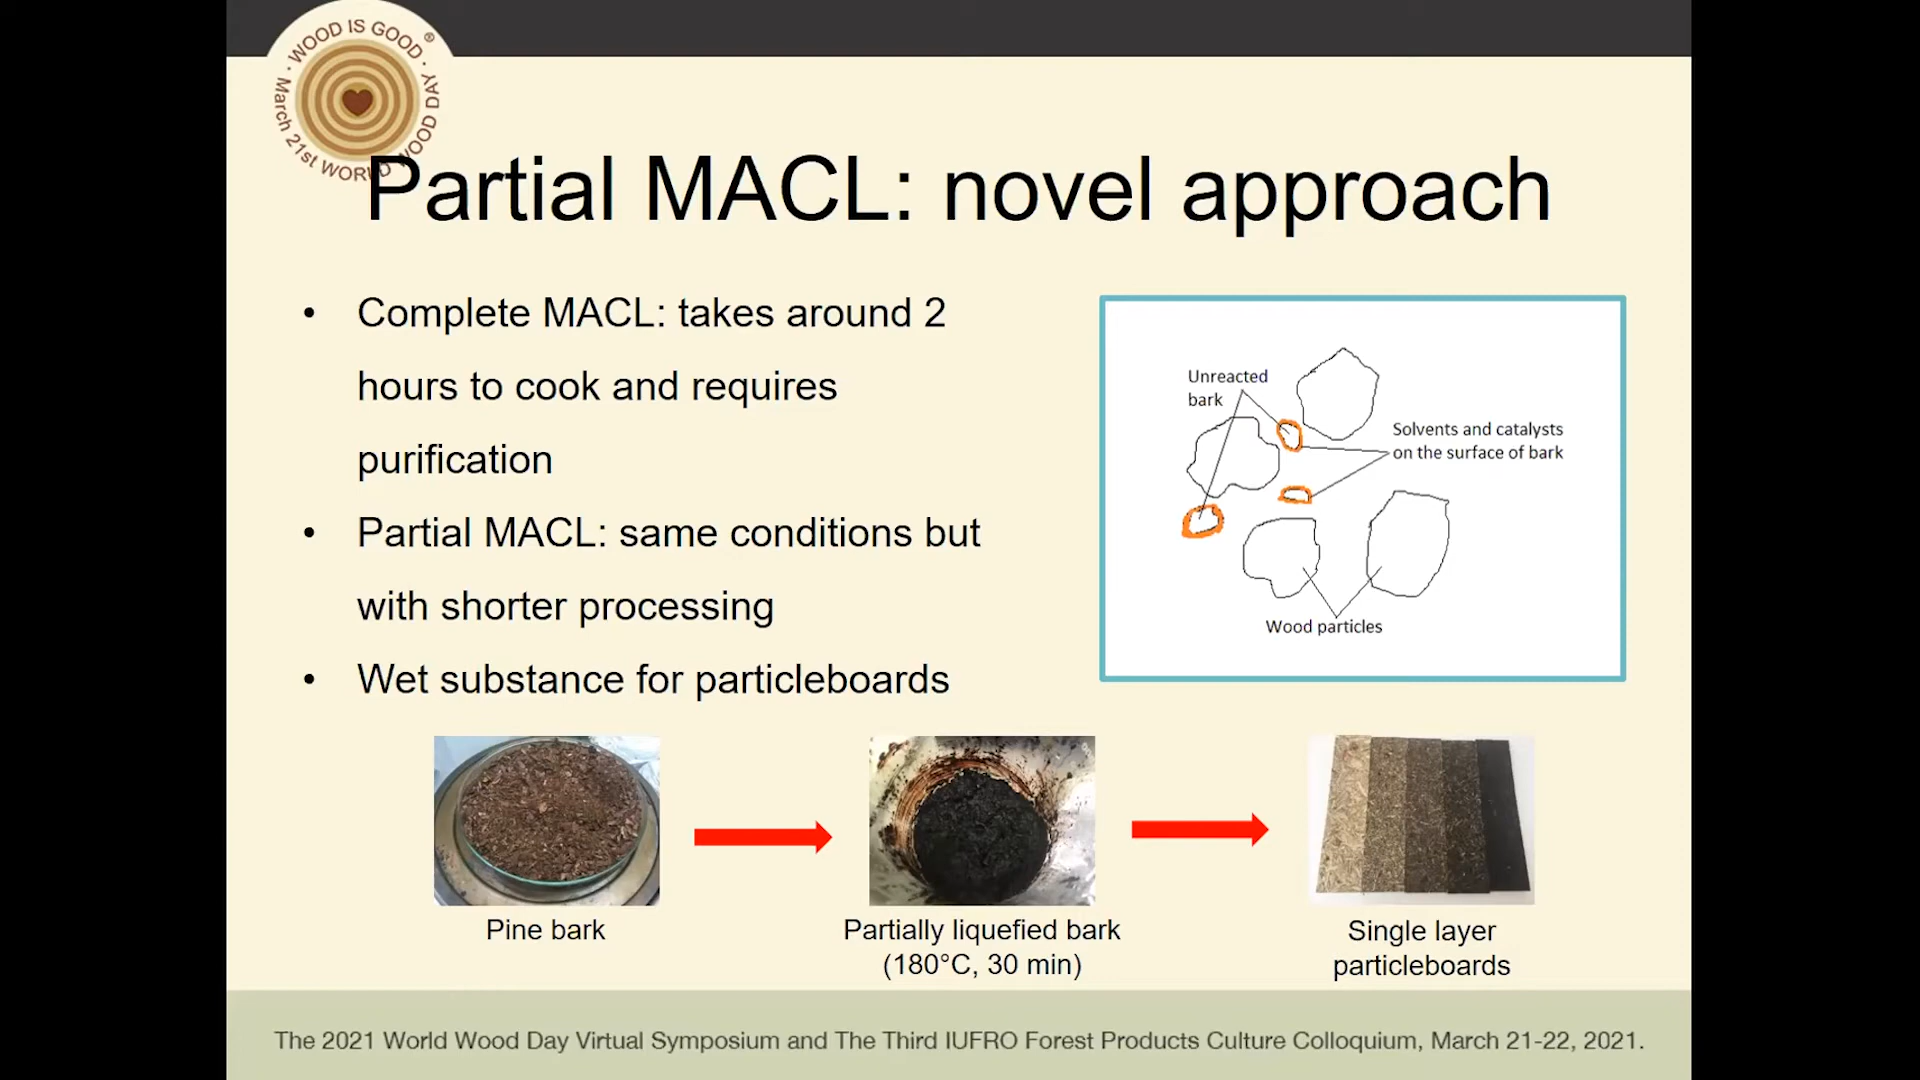 · WOOD IS GOOD ·®
March 21st WORLD WOOD DAY
Partial MACL: novel approach
• Complete MACL: takes around 2
hours to cook and requires
purification
• Partial MACL: same conditions but
with shorter processing
• Wet substance for particleboards
Unreacted
bark
Solvents and catalysts
on the surface of bark
Wood particles
Pine bark
Partially liquefied bark
(180°C, 30 min)
Single layer
particleboards
The 2021 World Wood Day Virtual Symposium and The Third IUFRO Forest Products Culture Colloquium, March 21-22, 2021.